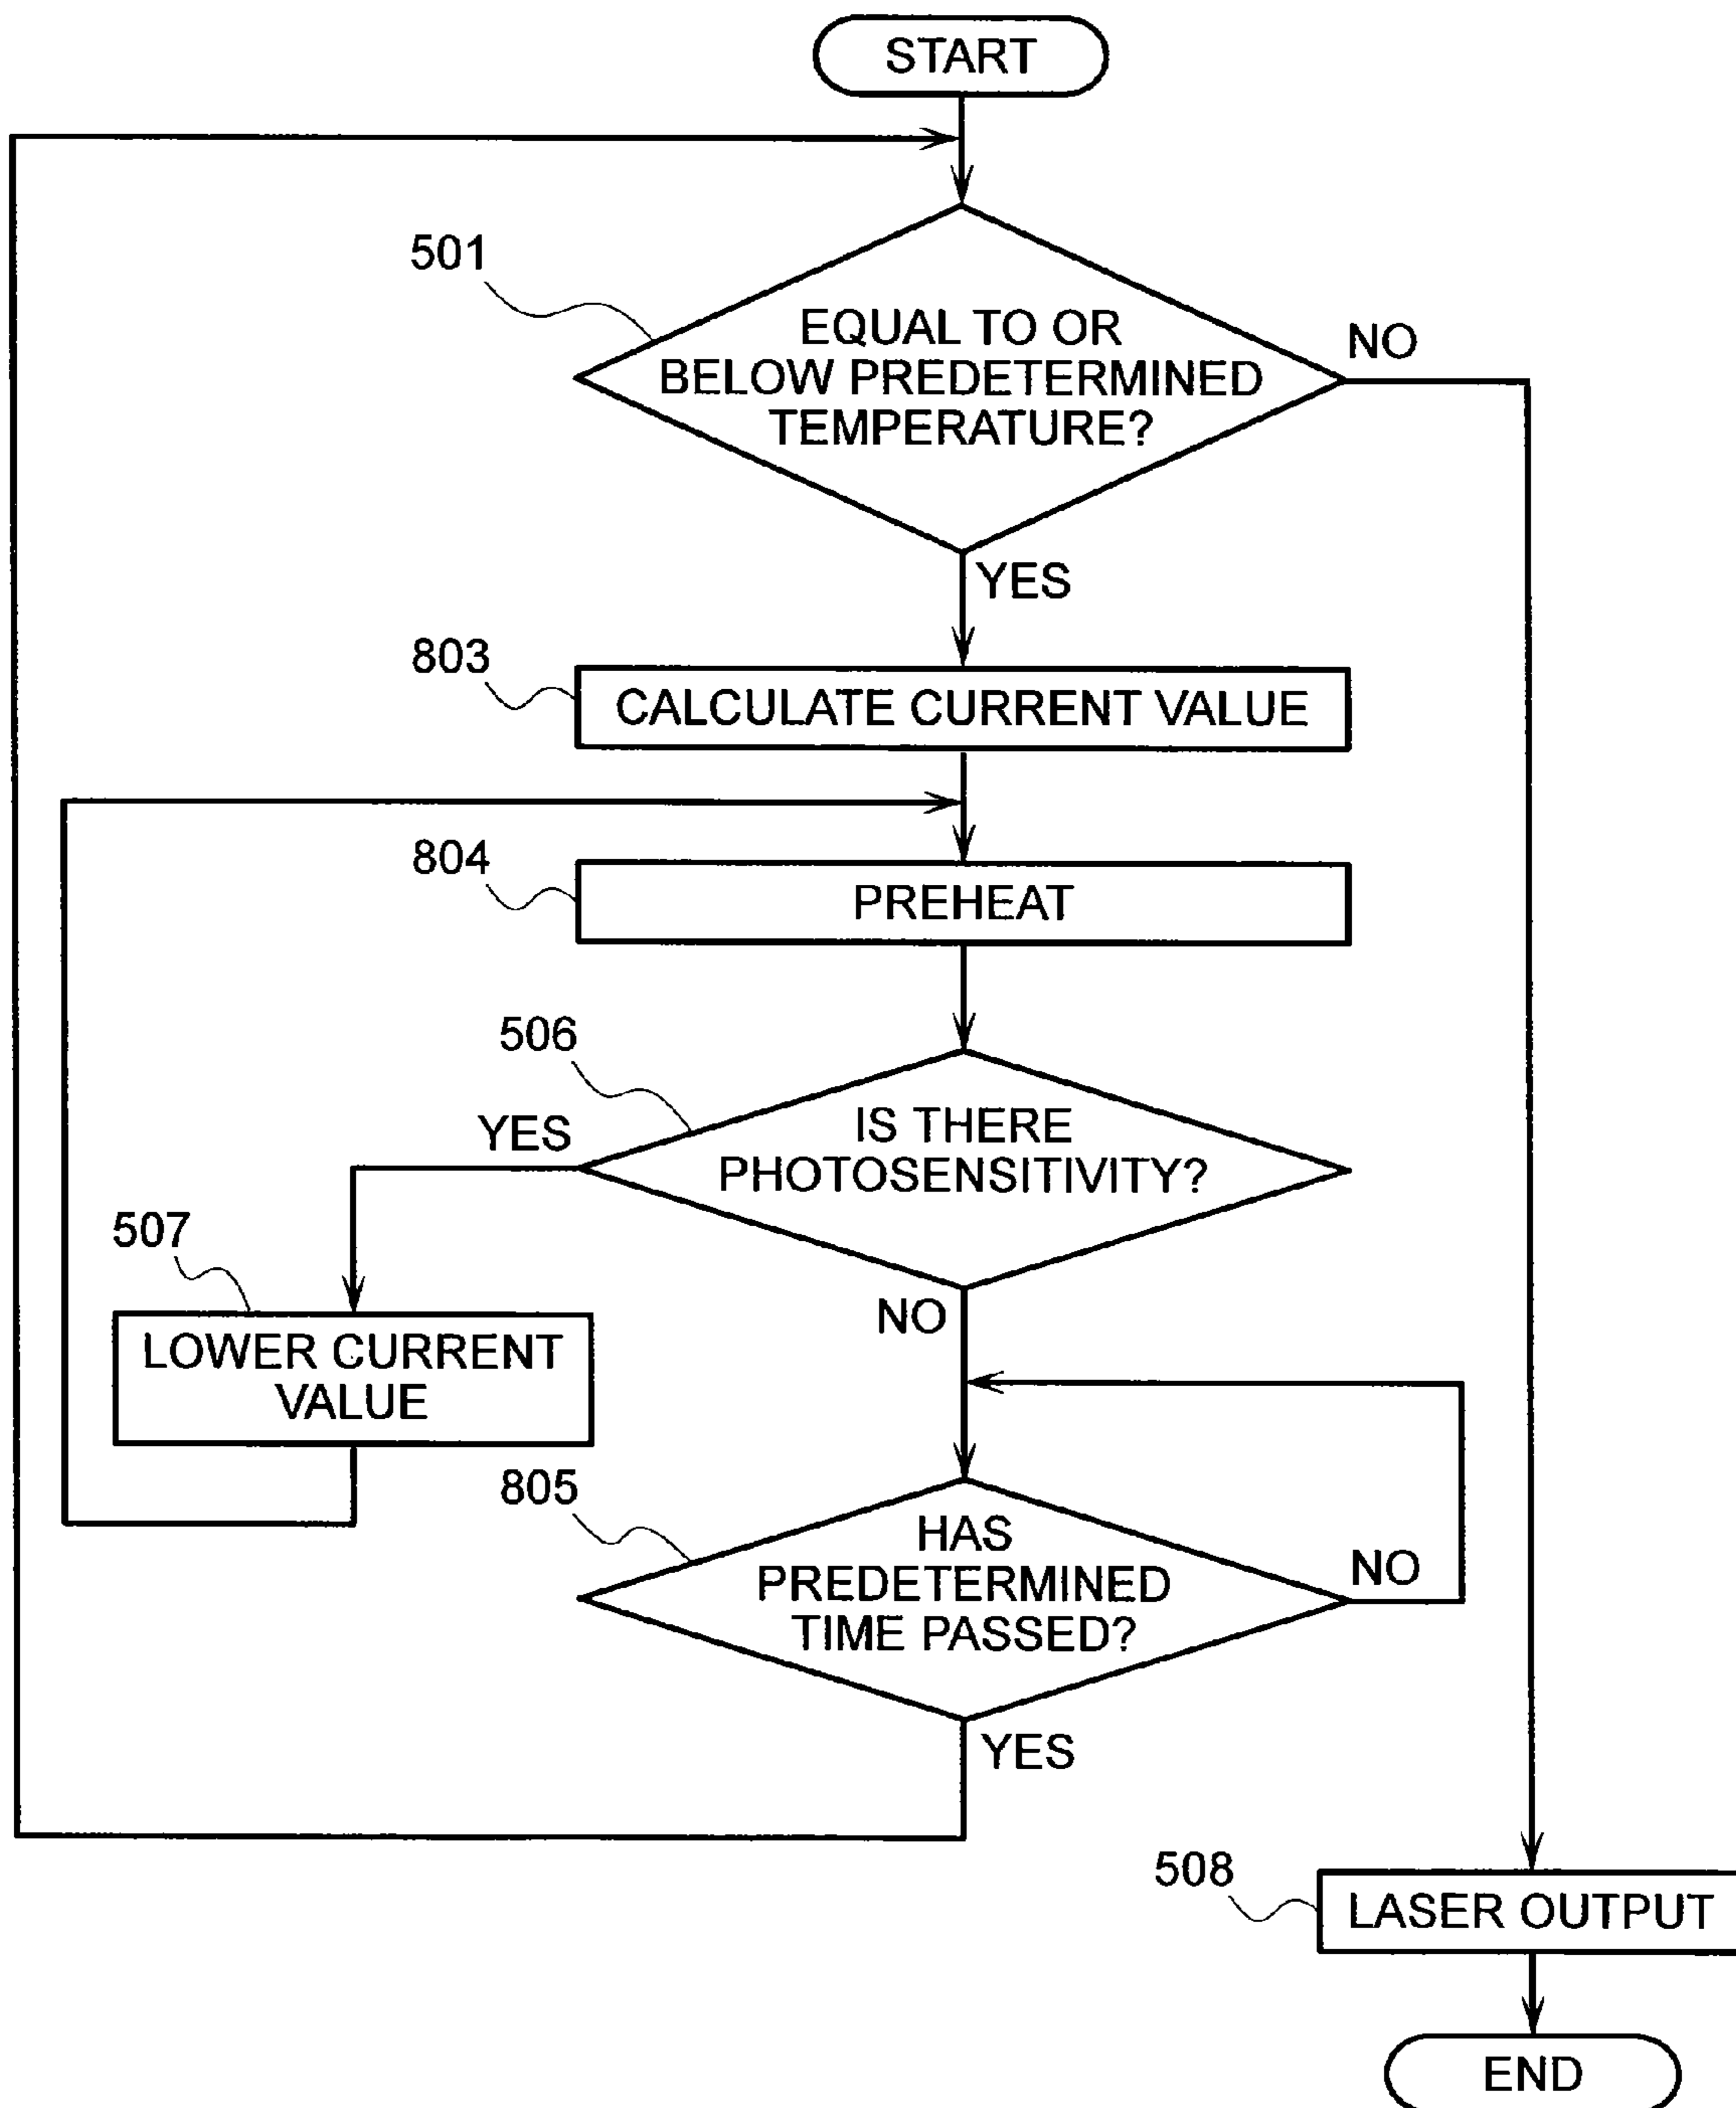 START
501
EQUAL TO OR
BELOW PREDETERMINED
TEMPERATURE?
NO
YES
803
CALCULATE CURRENT VALUE
804
PREHEAT
506
YES
IS THERE
PHOTOSENSITIVITY?
507
NO
LOWER CURRENT
VALUE
805
HAS
PREDETERMINED
TIME PASSED?
NO
YES
508
LASER OUTPUT
END